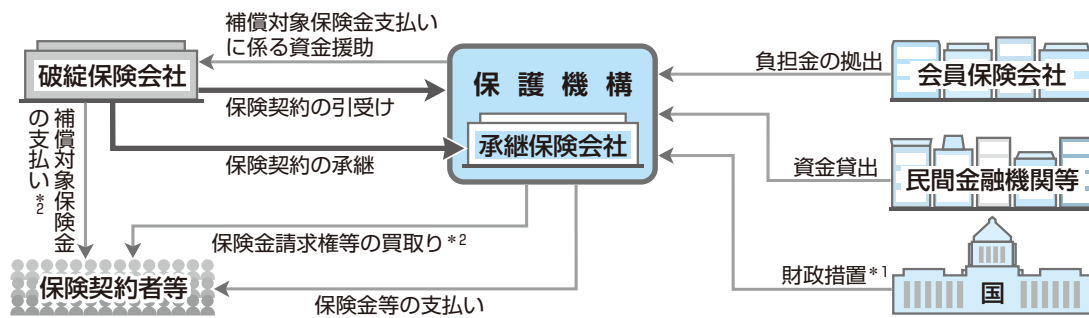 補償対象保険金支払い
に係る資金援助
破綻保険会社
保険契約の引受け
保険契約の承継
補償対象保険金
の支払い*2
保護機構
承継保険会社
負担金の拠出
会員保険会社
資金貸出
民間金融機関等
財政措置*1
国
保険金請求権等の買取り*2
保険契約者等
保険金等の支払い